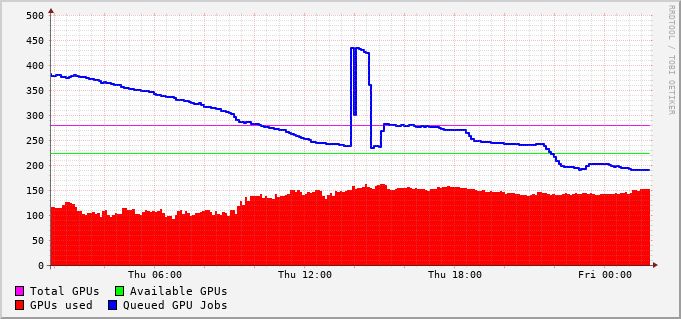 500
450
400
350
300
250
200
150
100
50
0
Thu 06:00 Thu 12:00 Thu 18:00 Fri 00:00
Total GPUs Available GPUs
GPUs used Queued GPU Jobs
RRDTOOL / TOBI OETIKER